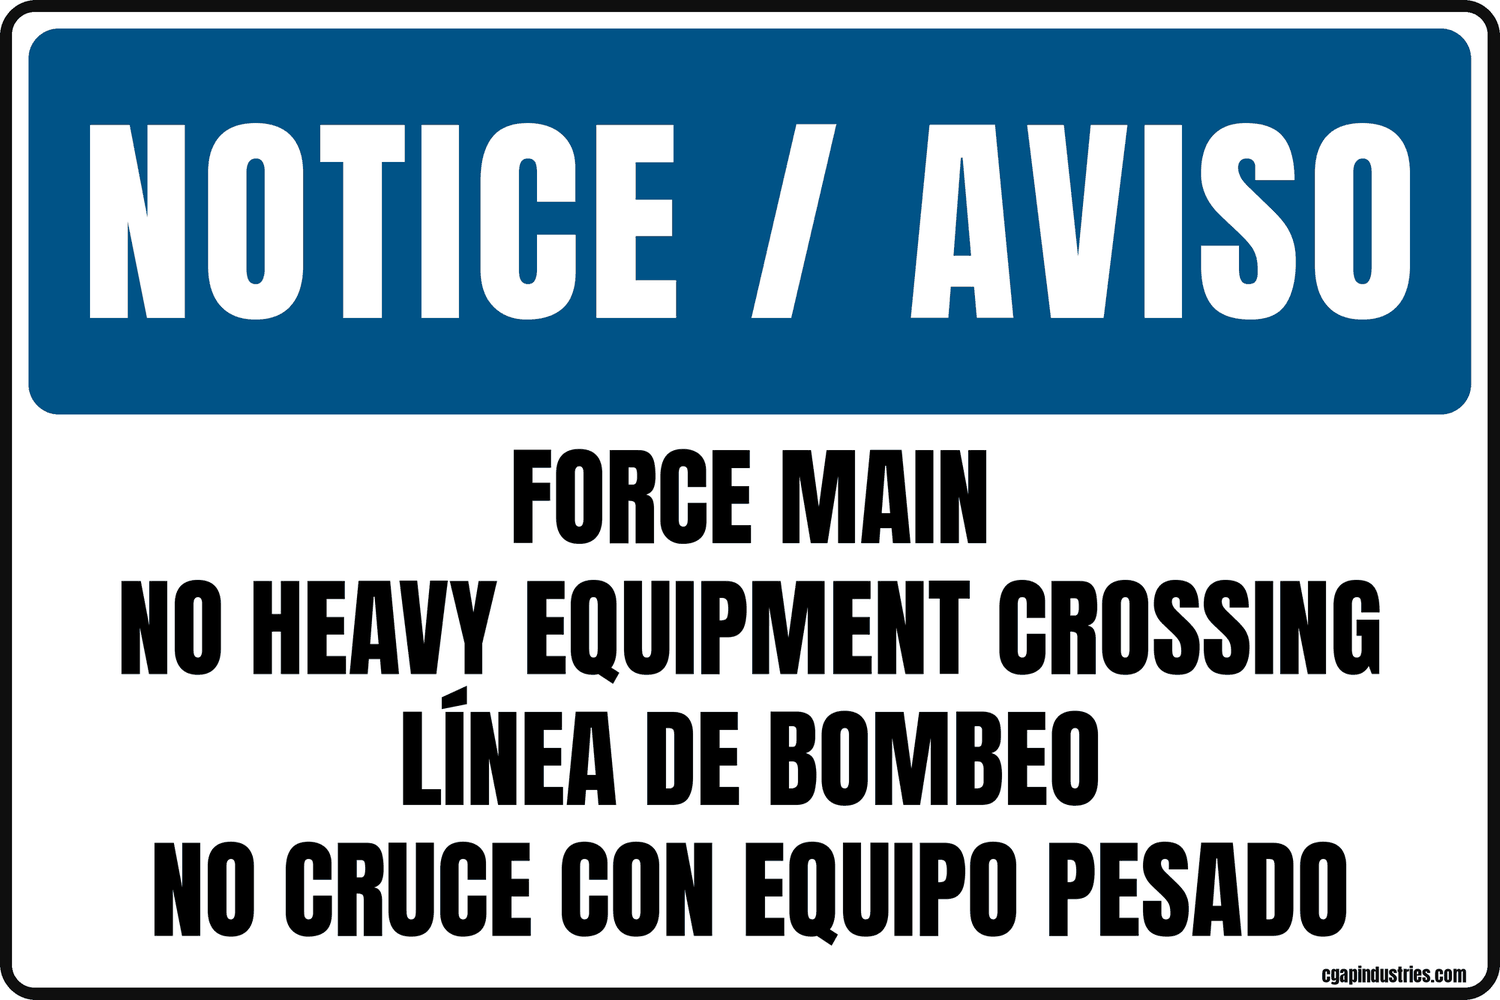 NOTICE / AVISO
FORCE MAIN
NO HEAVY EQUIPMENT CROSSING
LÍNEA DE BOMBEO
NO CRUCE CON EQUIPO PESADO
cgapindustries.com